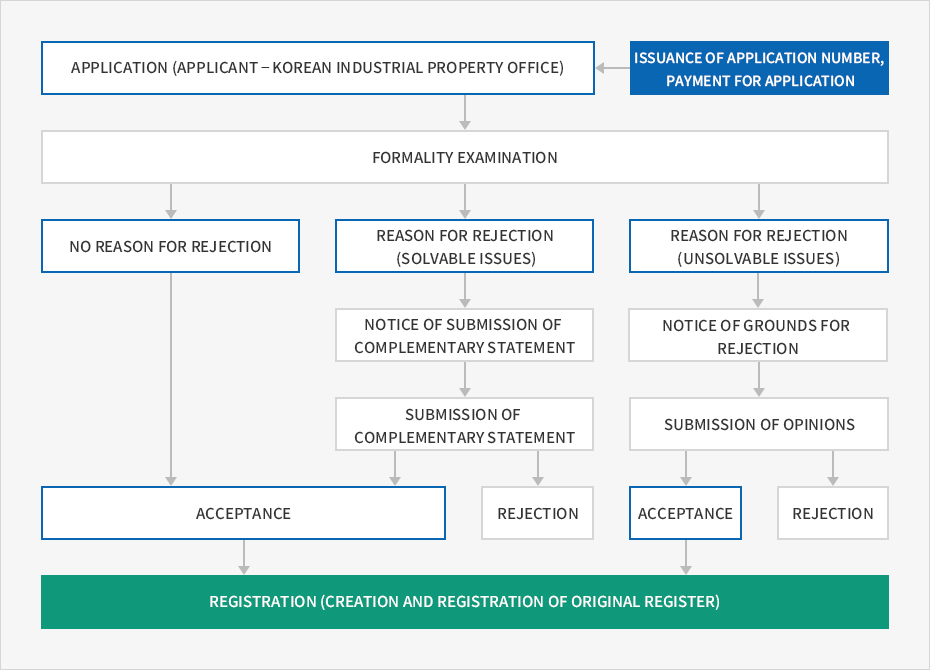 APPLICATION (APPLICANT – KOREAN INDUSTRIAL PROPERTY OFFICE)
ISSUANCE OF APPLICATION NUMBER,
PAYMENT FOR APPLICATION
FORMALITY EXAMINATION
NO REASON FOR REJECTION
REASON FOR REJECTION
(SOLVABLE ISSUES)
REASON FOR REJECTION
(UNSOLVABLE ISSUES)
NOTICE OF SUBMISSION OF
COMPLEMENTARY STATEMENT
NOTICE OF GROUNDS FOR
REJECTION
SUBMISSION OF
COMPLEMENTARY STATEMENT
SUBMISSION OF OPINIONS
ACCEPTANCE
REJECTION
ACCEPTANCE
REJECTION
REGISTRATION (CREATION AND REGISTRATION OF ORIGINAL REGISTER)